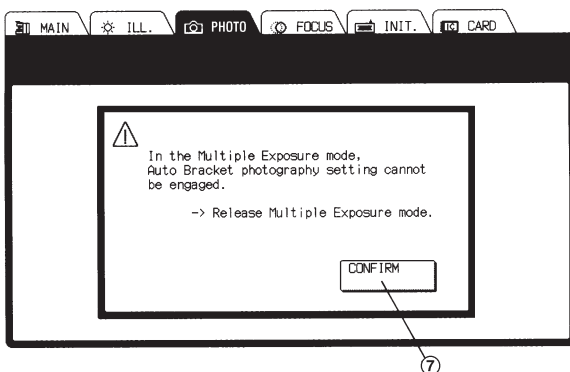 MAIN ILL. PHOTO FOCUS INIT. IC CARD
In the Multiple Exposure mode,
Auto Bracket photography setting cannot
be engaged.
-> Release Multiple Exposure mode.
CONFIRM
⑦